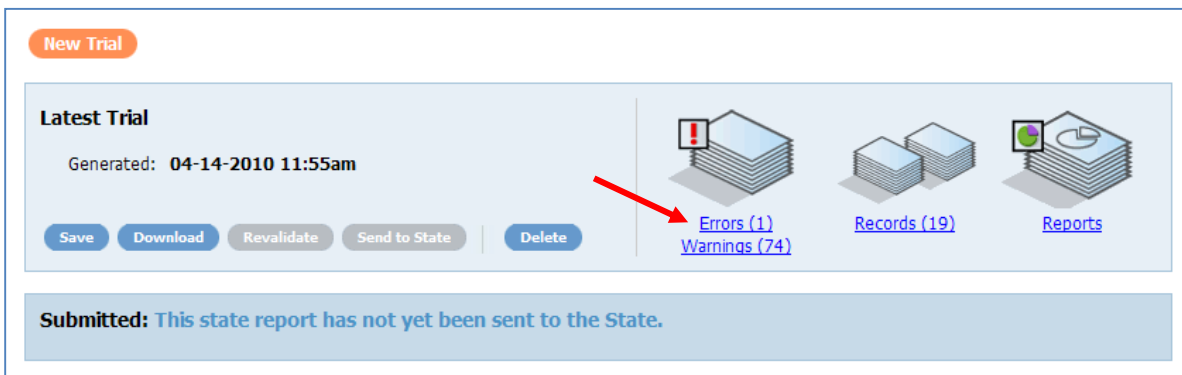 New Trial
Latest Trial
Generated: 04-14-2010 11:55am
Save Download Revalidate Send to State Delete
Errors (1)
Warnings (74)
Records (19)
Reports
Submitted: This state report has not yet been sent to the State.